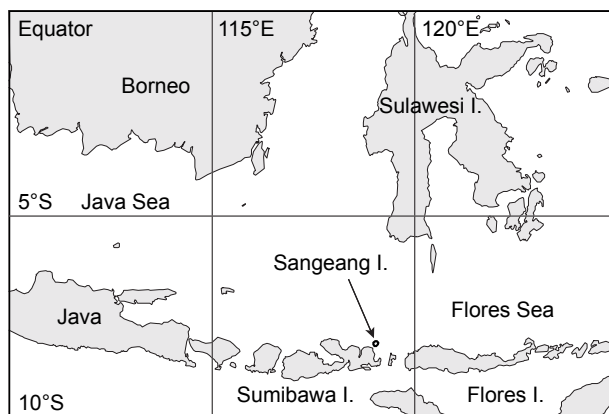 Equator
115°E
120°E
Borneo
Sulawesi I.
5°S
Java Sea
Sangeang I.
Java
Flores Sea
10°S
Sumibawa I.
Flores I.